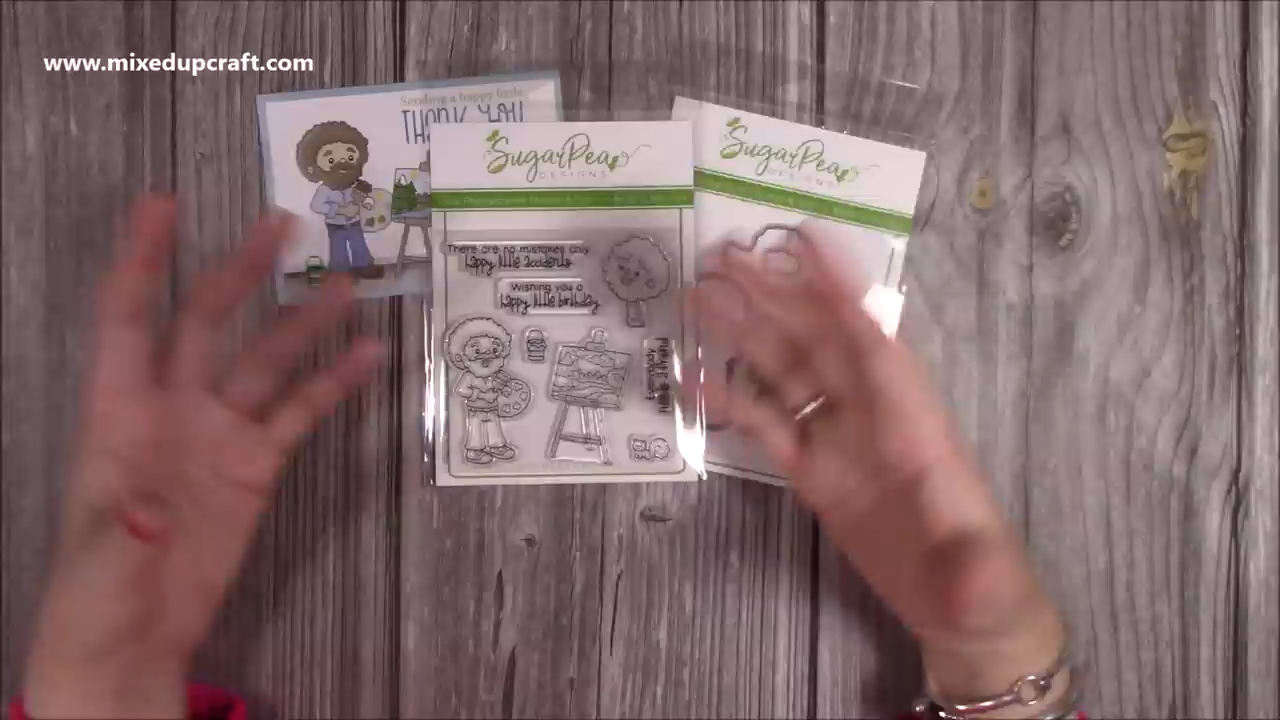 www.mixedupcraft.com
Sending a happy little
THANK YOU
SugarPea
DESIGNS
SugarPea
DESIGNS
There are no mistakes only
happy little accidents
Wishing you a
happy little birthday